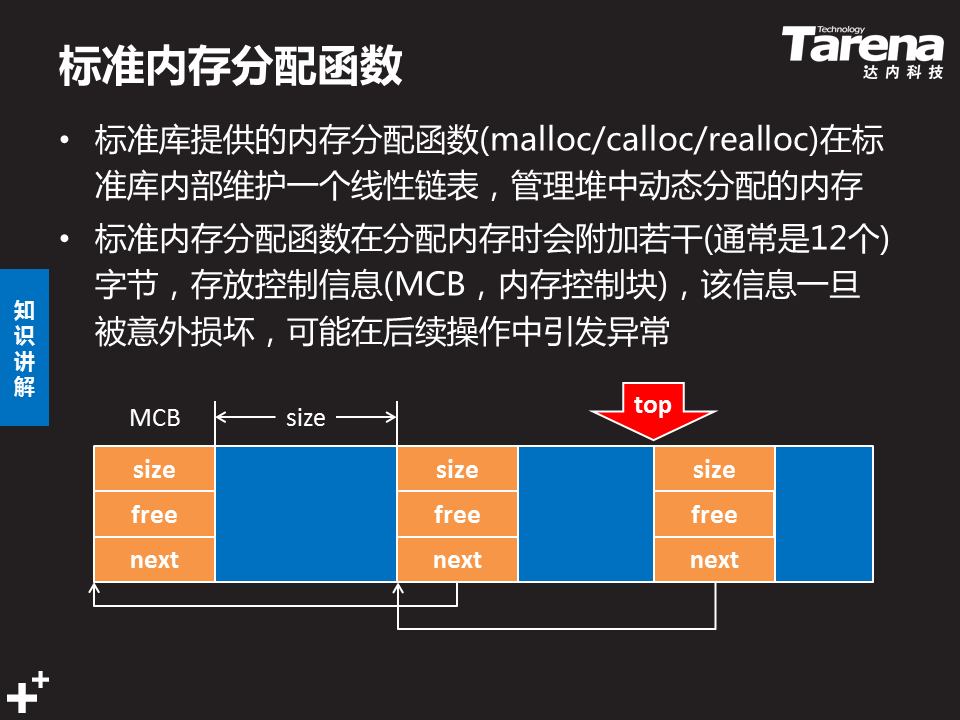 标准内存分配函数
Technology
Tarena
达内科技
• 标准库提供的内存分配函数(malloc/calloc/realloc)在标
准库内部维护一个线性链表，管理堆中动态分配的内存
• 标准内存分配函数在分配内存时会附加若干(通常是12个)
字节，存放控制信息(MCB，内存控制块)，该信息一旦
被意外损坏，可能在后续操作中引发异常
知识讲解
MCB
size
top
size
size
size
free
free
free
next
next
next